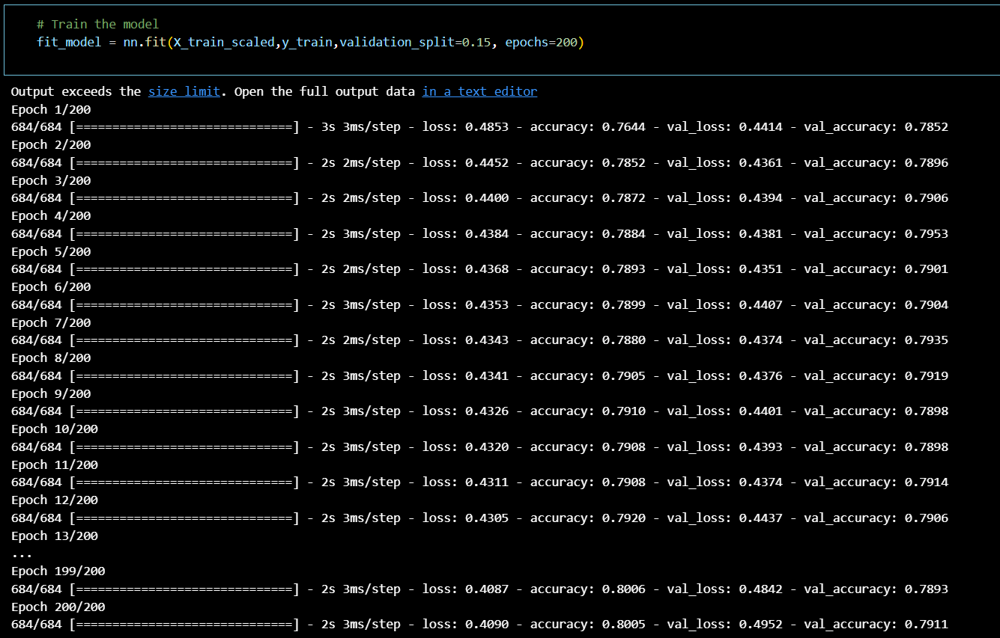 # Train the model
fit_model = nn.fit(X_train_scaled,y_train,validation_split=0.15, epochs=200)
Output exceeds the size limit. Open the full output data in a text editor
Epoch 1/200
684/684 [==============================] - 3s 3ms/step - loss: 0.4853 - accuracy: 0.7644 - val_loss: 0.4414 - val_accuracy: 0.7852
Epoch 2/200
684/684 [==============================] - 2s 2ms/step - loss: 0.4452 - accuracy: 0.7852 - val_loss: 0.4361 - val_accuracy: 0.7896
Epoch 3/200
684/684 [==============================] - 2s 2ms/step - loss: 0.4400 - accuracy: 0.7872 - val_loss: 0.4394 - val_accuracy: 0.7906
Epoch 4/200
684/684 [==============================] - 2s 3ms/step - loss: 0.4384 - accuracy: 0.7884 - val_loss: 0.4381 - val_accuracy: 0.7953
Epoch 5/200
684/684 [==============================] - 2s 2ms/step - loss: 0.4368 - accuracy: 0.7893 - val_loss: 0.4351 - val_accuracy: 0.7901
Epoch 6/200
684/684 [==============================] - 2s 3ms/step - loss: 0.4353 - accuracy: 0.7899 - val_loss: 0.4407 - val_accuracy: 0.7904
Epoch 7/200
684/684 [==============================] - 2s 2ms/step - loss: 0.4343 - accuracy: 0.7880 - val_loss: 0.4374 - val_accuracy: 0.7935
Epoch 8/200
684/684 [==============================] - 2s 3ms/step - loss: 0.4341 - accuracy: 0.7905 - val_loss: 0.4376 - val_accuracy: 0.7919
Epoch 9/200
684/684 [==============================] - 2s 3ms/step - loss: 0.4326 - accuracy: 0.7910 - val_loss: 0.4401 - val_accuracy: 0.7898
Epoch 10/200
684/684 [==============================] - 2s 3ms/step - loss: 0.4320 - accuracy: 0.7908 - val_loss: 0.4393 - val_accuracy: 0.7898
Epoch 11/200
684/684 [==============================] - 2s 3ms/step - loss: 0.4311 - accuracy: 0.7908 - val_loss: 0.4374 - val_accuracy: 0.7914
Epoch 12/200
684/684 [==============================] - 2s 3ms/step - loss: 0.4305 - accuracy: 0.7920 - val_loss: 0.4437 - val_accuracy: 0.7906
Epoch 13/200
...
Epoch 199/200
684/684 [==============================] - 2s 3ms/step - loss: 0.4087 - accuracy: 0.8006 - val_loss: 0.4842 - val_accuracy: 0.7893
Epoch 200/200
684/684 [==============================] - 2s 3ms/step - loss: 0.4090 - accuracy: 0.8005 - val_loss: 0.4952 - val_accuracy: 0.7911